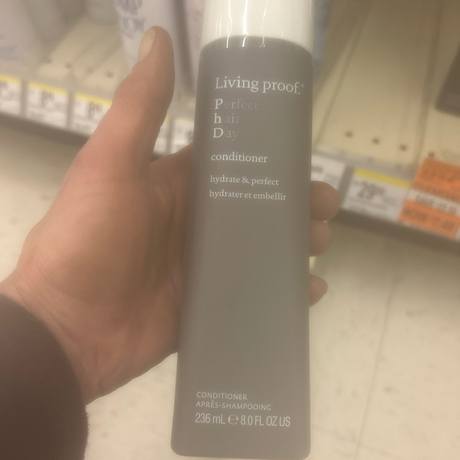 Living proof.®
Perfect
hair
Day
conditioner
hydrate & perfect
hydrater et embellir
CONDITIONER
APRÈS-SHAMPOOING
236 mL ℮ 8.0 FL OZ US